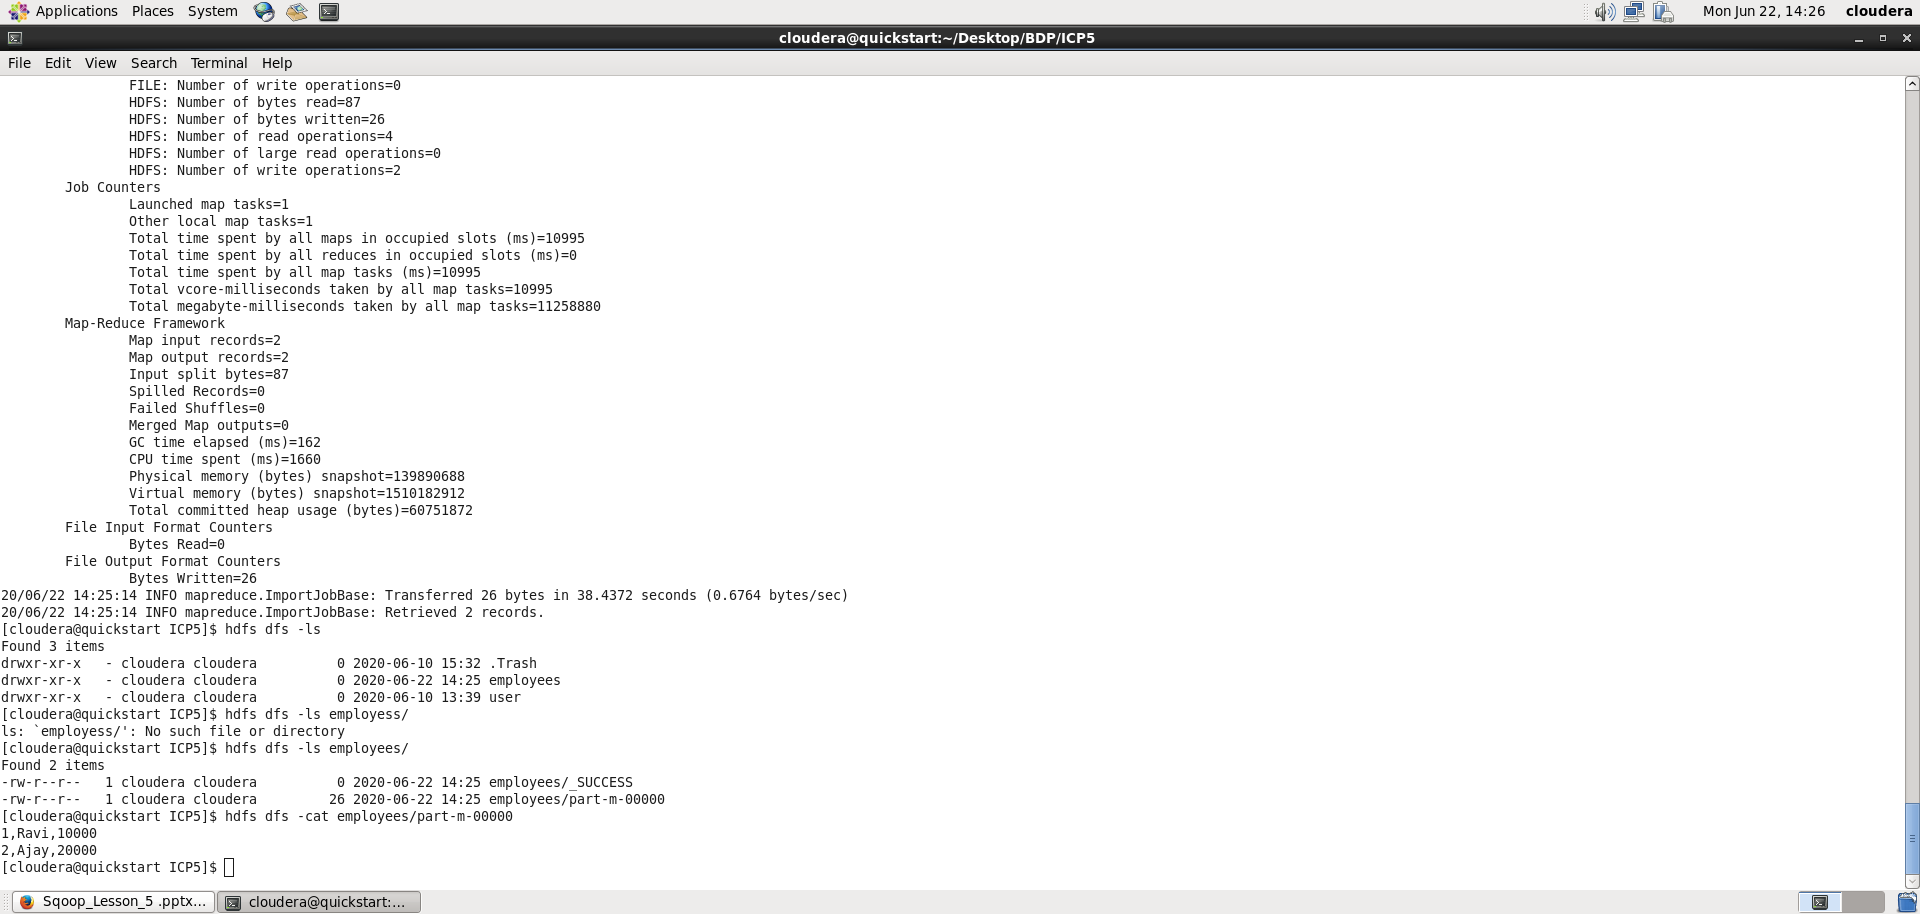 Applications Places System Mon Jun 22, 14:26 cloudera
cloudera@quickstart:~/Desktop/BDP/ICP5
File Edit View Search Terminal Help
FILE: Number of write operations=0
HDFS: Number of bytes read=87
HDFS: Number of bytes written=26
HDFS: Number of read operations=4
HDFS: Number of large read operations=0
HDFS: Number of write operations=2
Job Counters
Launched map tasks=1
Other local map tasks=1
Total time spent by all maps in occupied slots (ms)=10995
Total time spent by all reduces in occupied slots (ms)=0
Total time spent by all map tasks (ms)=10995
Total vcore-milliseconds taken by all map tasks=10995
Total megabyte-milliseconds taken by all map tasks=11258880
Map-Reduce Framework
Map input records=2
Map output records=2
Input split bytes=87
Spilled Records=0
Failed Shuffles=0
Merged Map outputs=0
GC time elapsed (ms)=162
CPU time spent (ms)=1660
Physical memory (bytes) snapshot=139890688
Virtual memory (bytes) snapshot=1510182912
Total committed heap usage (bytes)=60751872
File Input Format Counters
Bytes Read=0
File Output Format Counters
Bytes Written=26
20/06/22 14:25:14 INFO mapreduce.ImportJobBase: Transferred 26 bytes in 38.4372 seconds (0.6764 bytes/sec)
20/06/22 14:25:14 INFO mapreduce.ImportJobBase: Retrieved 2 records.
[cloudera@quickstart ICP5]$ hdfs dfs -ls
Found 3 items
drwxr-xr-x   - cloudera cloudera          0 2020-06-10 15:32 .Trash
drwxr-xr-x   - cloudera cloudera          0 2020-06-22 14:25 employees
drwxr-xr-x   - cloudera cloudera          0 2020-06-10 13:39 user
[cloudera@quickstart ICP5]$ hdfs dfs -ls employess/
ls: `employess/': No such file or directory
[cloudera@quickstart ICP5]$ hdfs dfs -ls employees/
Found 2 items
-rw-r--r--   1 cloudera cloudera          0 2020-06-22 14:25 employees/_SUCCESS
-rw-r--r--   1 cloudera cloudera         26 2020-06-22 14:25 employees/part-m-00000
[cloudera@quickstart ICP5]$ hdfs dfs -cat employees/part-m-00000
1,Ravi,10000
2,Ajay,20000
[cloudera@quickstart ICP5]$
Sqoop_Lesson_5 .pptx... cloudera@quickstart:...